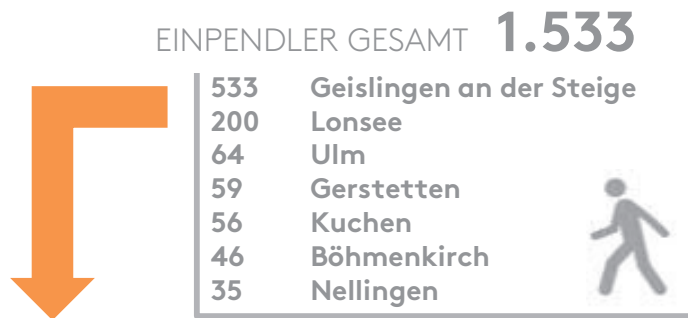 EINPENDLER GESAMT 1.533
533 Geislingen an der Steige
200 Lonsee
64 Ulm
59 Gerstetten
56 Kuchen
46 Böhmenkirch
35 Nellingen